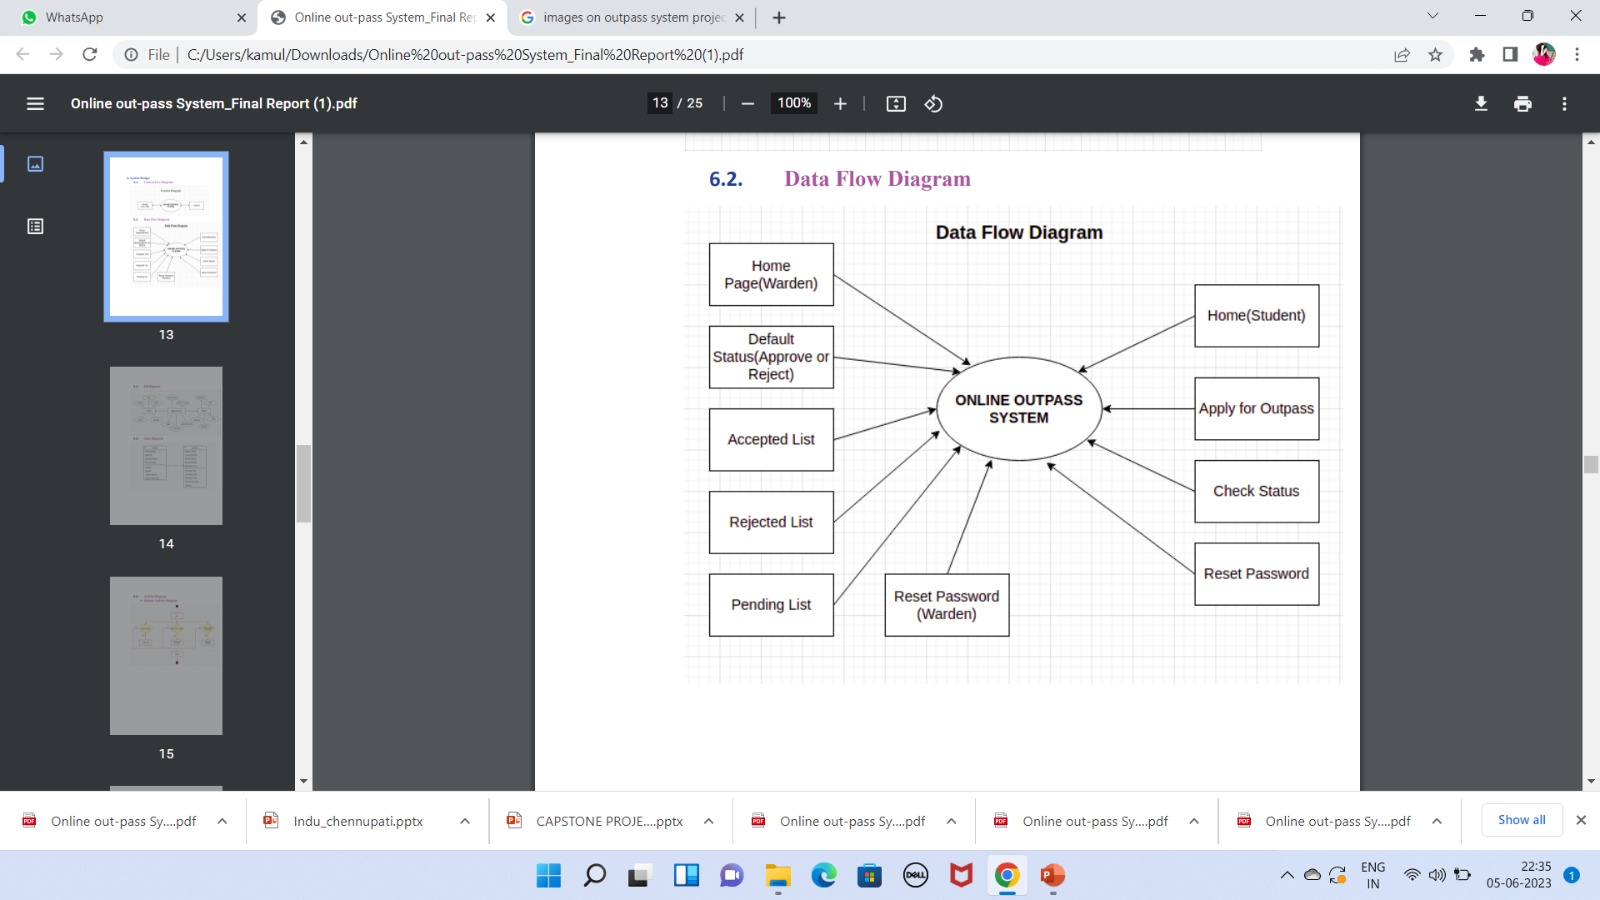 WhatsApp
Online out-pass System_Final Re
images on outpass system projec
File
C:/Users/kamul/Downloads/Online%20out-pass%20System_Final%20Report%20(1).pdf
Online out-pass System_Final Report (1).pdf
13 / 25
100%
13
14
15
6.2. Data Flow Diagram
Data Flow Diagram
Home
Page(Warden)
Default
Status(Approve or
Reject)
Accepted List
Rejected List
Pending List
Reset Password
(Warden)
ONLINE OUTPASS
SYSTEM
Home(Student)
Apply for Outpass
Check Status
Reset Password
Online out-pass Sy....pdf
Indu_chennupati.pptx
CAPSTONE PROJE....pptx
Online out-pass Sy....pdf
Online out-pass Sy....pdf
Online out-pass Sy....pdf
Show all
DELL
ENG
IN
22:35
05-06-2023
1